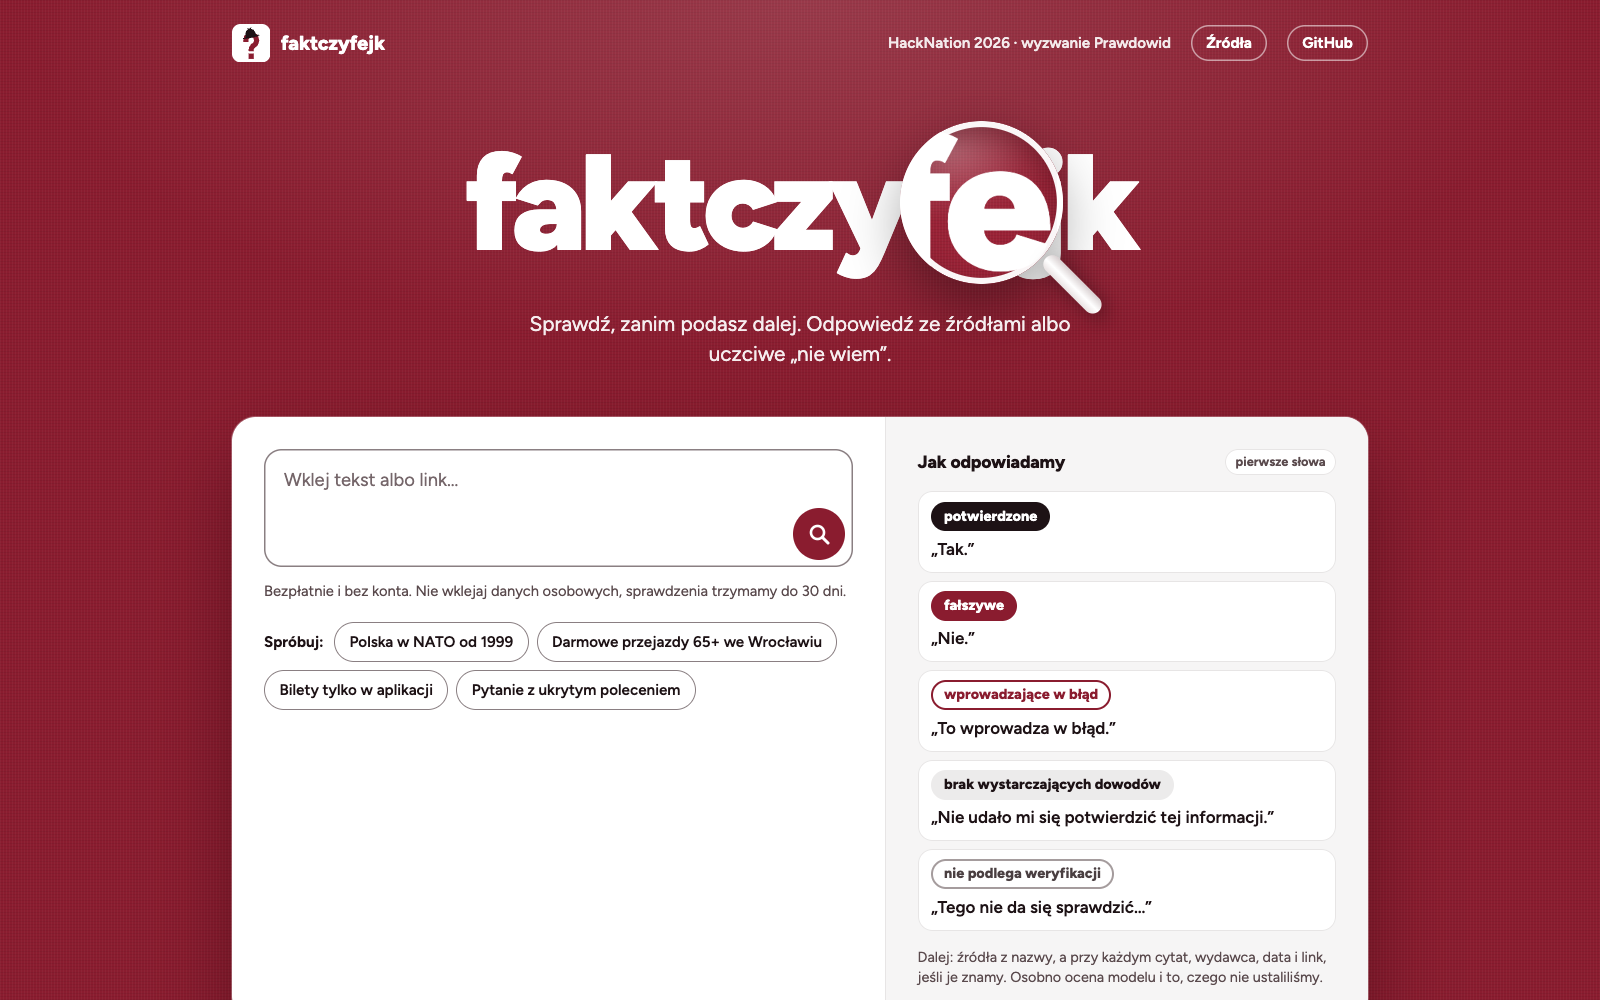 faktczyfejk
HackNation 2026 · wyzwanie Prawdowid
Źródła
GitHub
faktczyfejk
Sprawdź, zanim podasz dalej. Odpowiedź ze źródłami albo
uczciwe „nie wiem”.
Wklej tekst albo link...
Bezpłatnie i bez konta. Nie wklejaj danych osobowych, sprawdzenia trzymamy do 30 dni.
Spróbuj:
Polska w NATO od 1999
Darmowe przejazdy 65+ we Wrocławiu
Bilety tylko w aplikacji
Pytanie z ukrytym poleceniem
Jak odpowiadamy
pierwsze słowa
potwierdzone
„Tak.”
fałszywe
„Nie.”
wprowadzające w błąd
„To wprowadza w błąd.”
brak wystarczających dowodów
„Nie udało mi się potwierdzić tej informacji.”
nie podlega weryfikacji
„Tego nie da się sprawdzić...”
Dalej: źródła z nazwy, a przy każdym cytat, wydawca, data i link,
jeśli je znamy. Osobno ocena modelu i to, czego nie ustaliliśmy.